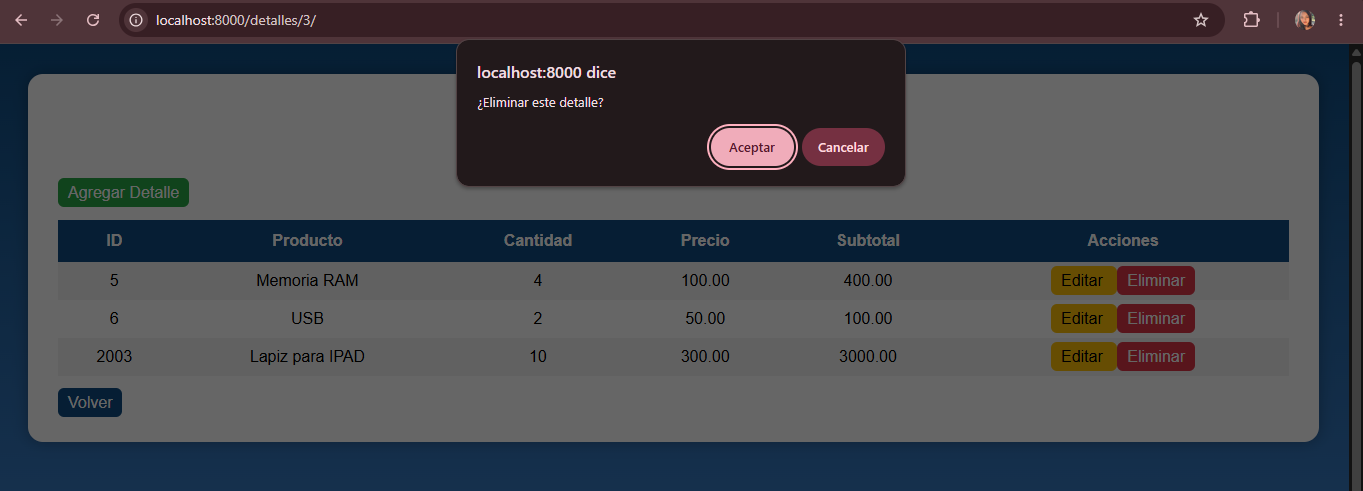 localhost:8000/detalles/3/
localhost:8000 dice
¿Eliminar este detalle?
Aceptar Cancelar
Agregar Detalle
ID Producto Cantidad Precio Subtotal Acciones
5 Memoria RAM 4 100.00 400.00 Editar Eliminar
6 USB 2 50.00 100.00 Editar Eliminar
2003 Lapiz para IPAD 10 300.00 3000.00 Editar Eliminar
Volver